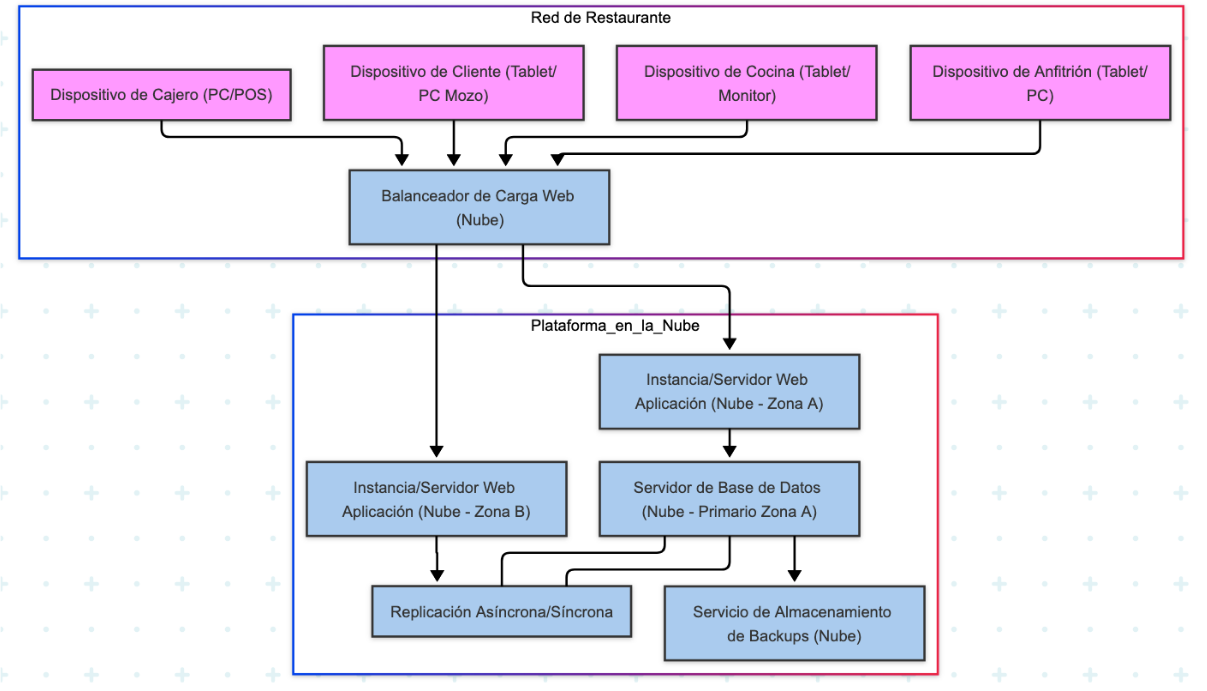 Red de Restaurante
Dispositivo de Cajero (PC/POS)
Dispositivo de Cliente (Tablet/
PC Mozo)
Dispositivo de Cocina (Tablet/
Monitor)
Dispositivo de Anfitrión (Tablet/
PC)
Balanceador de Carga Web
(Nube)
Plataforma_en_la_Nube
Instancia/Servidor Web
Aplicación (Nube - Zona A)
Instancia/Servidor Web
Aplicación (Nube - Zona B)
Servidor de Base de Datos
(Nube - Primario Zona A)
Replicación Asíncrona/Síncrona
Servicio de Almacenamiento
de Backups (Nube)